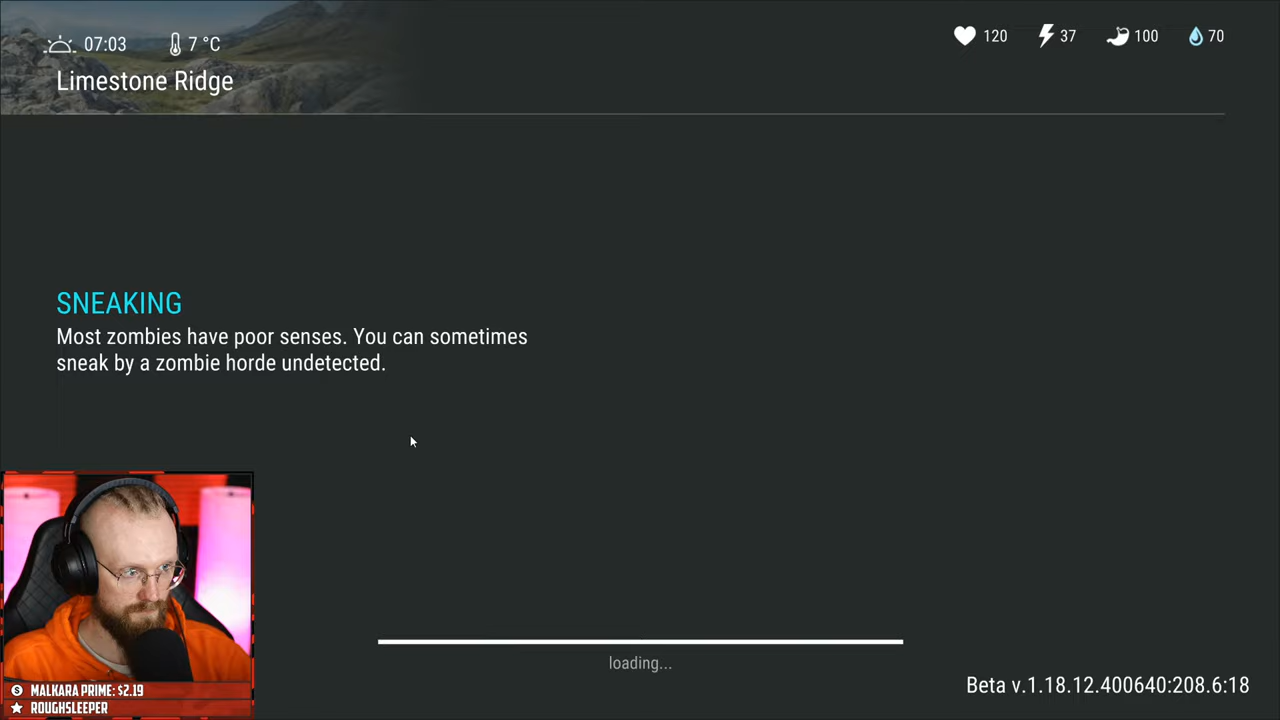 07:03 7 °C
120 37 100 70
Limestone Ridge
SNEAKING
Most zombies have poor senses. You can sometimes
sneak by a zombie horde undetected.
loading...
Beta v.1.18.12.400640:208.6:18
MALKARA PRIME: $2.19
ROUGHSLEEPER